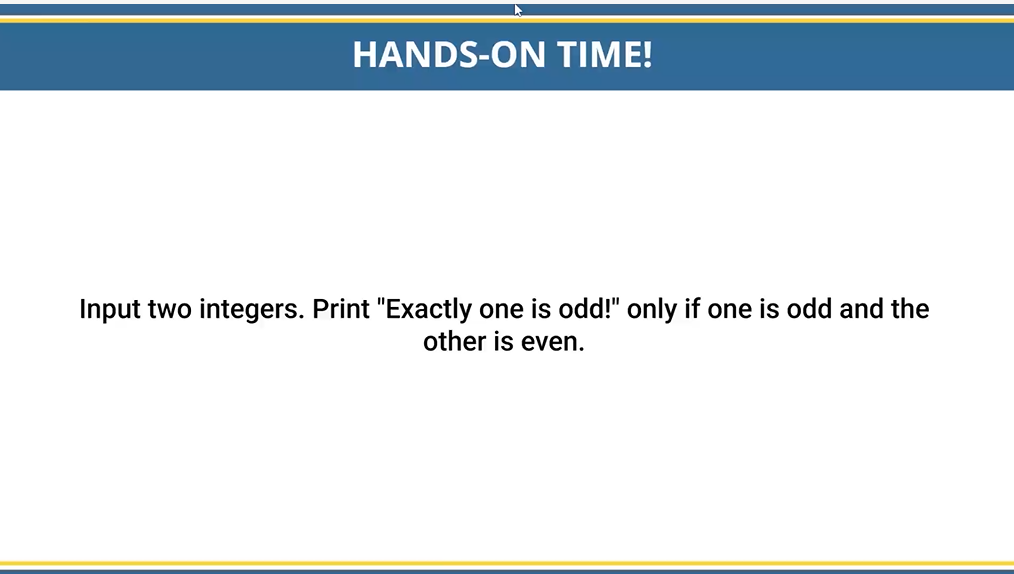 HANDS-ON TIME!
Input two integers. Print "Exactly one is odd!" only if one is odd and the
other is even.